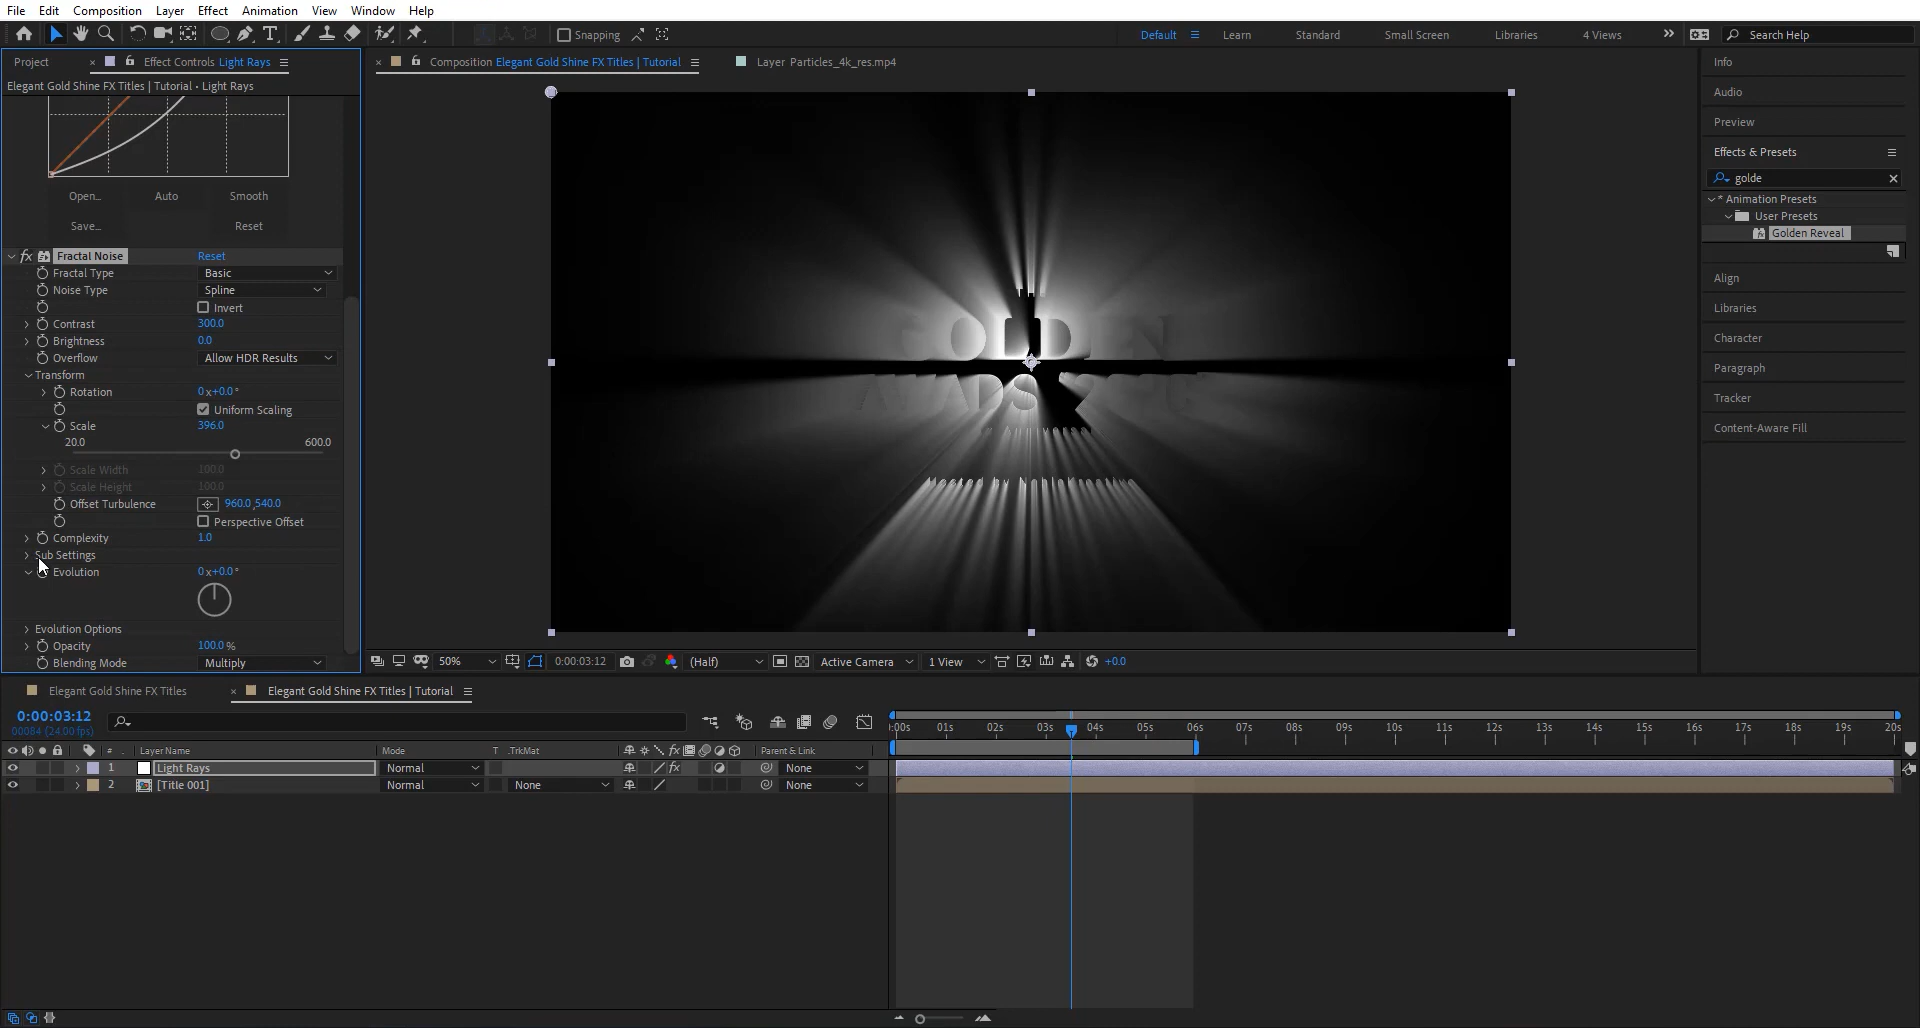 File Edit Composition Layer Effect Animation View Window Help
Snapping
Default Learn Standard Small Screen Libraries 4 Views » Search Help
Project × Effect Controls Light Rays
Elegant Gold Shine FX Titles | Tutorial • Light Rays
Open... Auto Smooth
Save... Reset
fx Fractal Noise Reset
Fractal Type Basic
Noise Type Spline
Invert
Contrast 300.0
Brightness 0.0
Overflow Allow HDR Results
Transform
Rotation 0 x+0.0°
Uniform Scaling
Scale 396.0
20.0 600.0
Scale Width 100.0
Scale Height 100.0
Offset Turbulence 960.0 ,540.0
Perspective Offset
Complexity 1.0
Sub Settings
Evolution 0 x+0.0°
Evolution Options
Opacity 100.0 %
Blending Mode Multiply
× Composition Elegant Gold Shine FX Titles | Tutorial Layer Particles_4k_res.mp4
50% 0:00:03:12 (Half) Active Camera 1 View +0.0
Info
Audio
Preview
Effects & Presets
golde ×
* Animation Presets
User Presets
Golden Reveal
Align
Libraries
Character
Paragraph
Tracker
Content-Aware Fill
Elegant Gold Shine FX Titles × Elegant Gold Shine FX Titles | Tutorial
0:00:03:12
00084 (24.00 fps)
:00s 01s 02s 03s 04s 05s 06s 07s 08s 09s 10s 11s 12s 13s 14s 15s 16s 17s 18s 19s 20s
# Layer Name Mode T .TrkMat fx Parent & Link
1 Light Rays Normal fx None
2 [Title 001] Normal None None